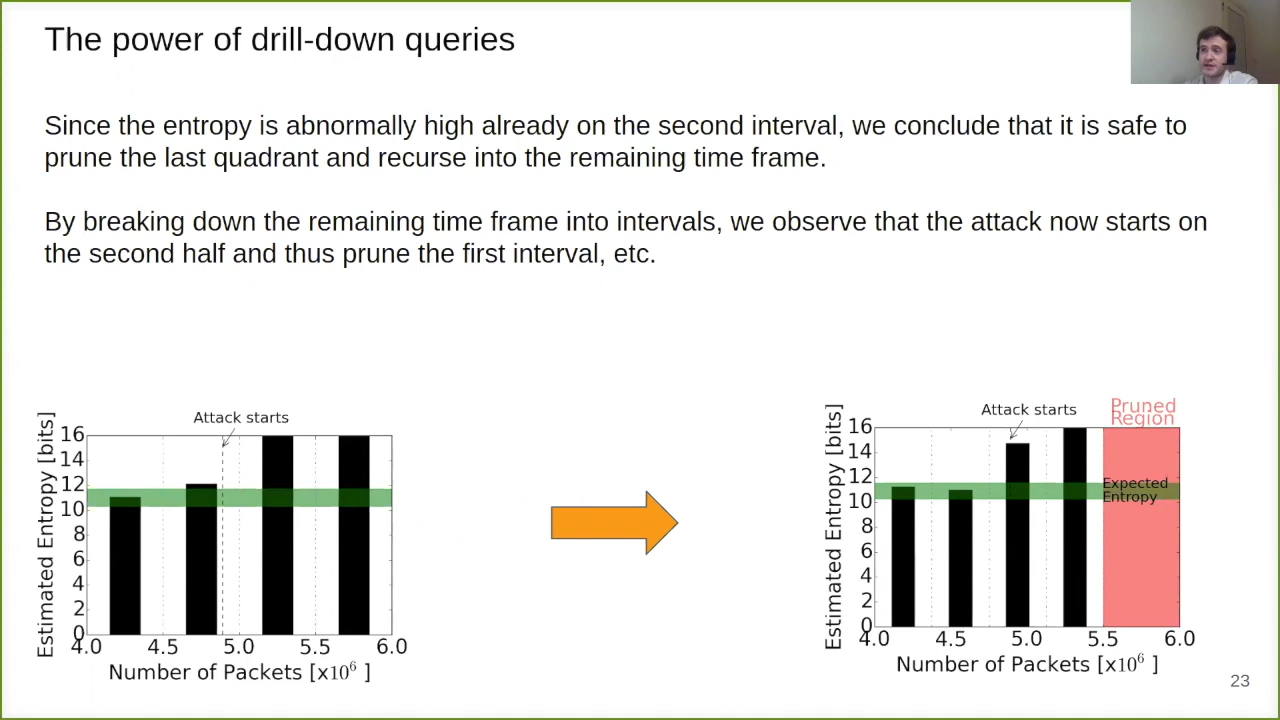 The power of drill-down queries
Since the entropy is abnormally high already on the second interval, we conclude that it is safe to
prune the last quadrant and recurse into the remaining time frame.
By breaking down the remaining time frame into intervals, we observe that the attack now starts on
the second half and thus prune the first interval, etc.
Attack starts
Estimated Entropy [bits]
16
14
12
10
8
6
4
2
0
4.0 4.5 5.0 5.5 6.0
Number of Packets [x10⁶ ]
Attack starts
Pruned
Region
Estimated Entropy [bits]
16
14
12
10
8
6
4
2
0
Expected
Entropy
4.0 4.5 5.0 5.5 6.0
Number of Packets [x10⁶ ]
23